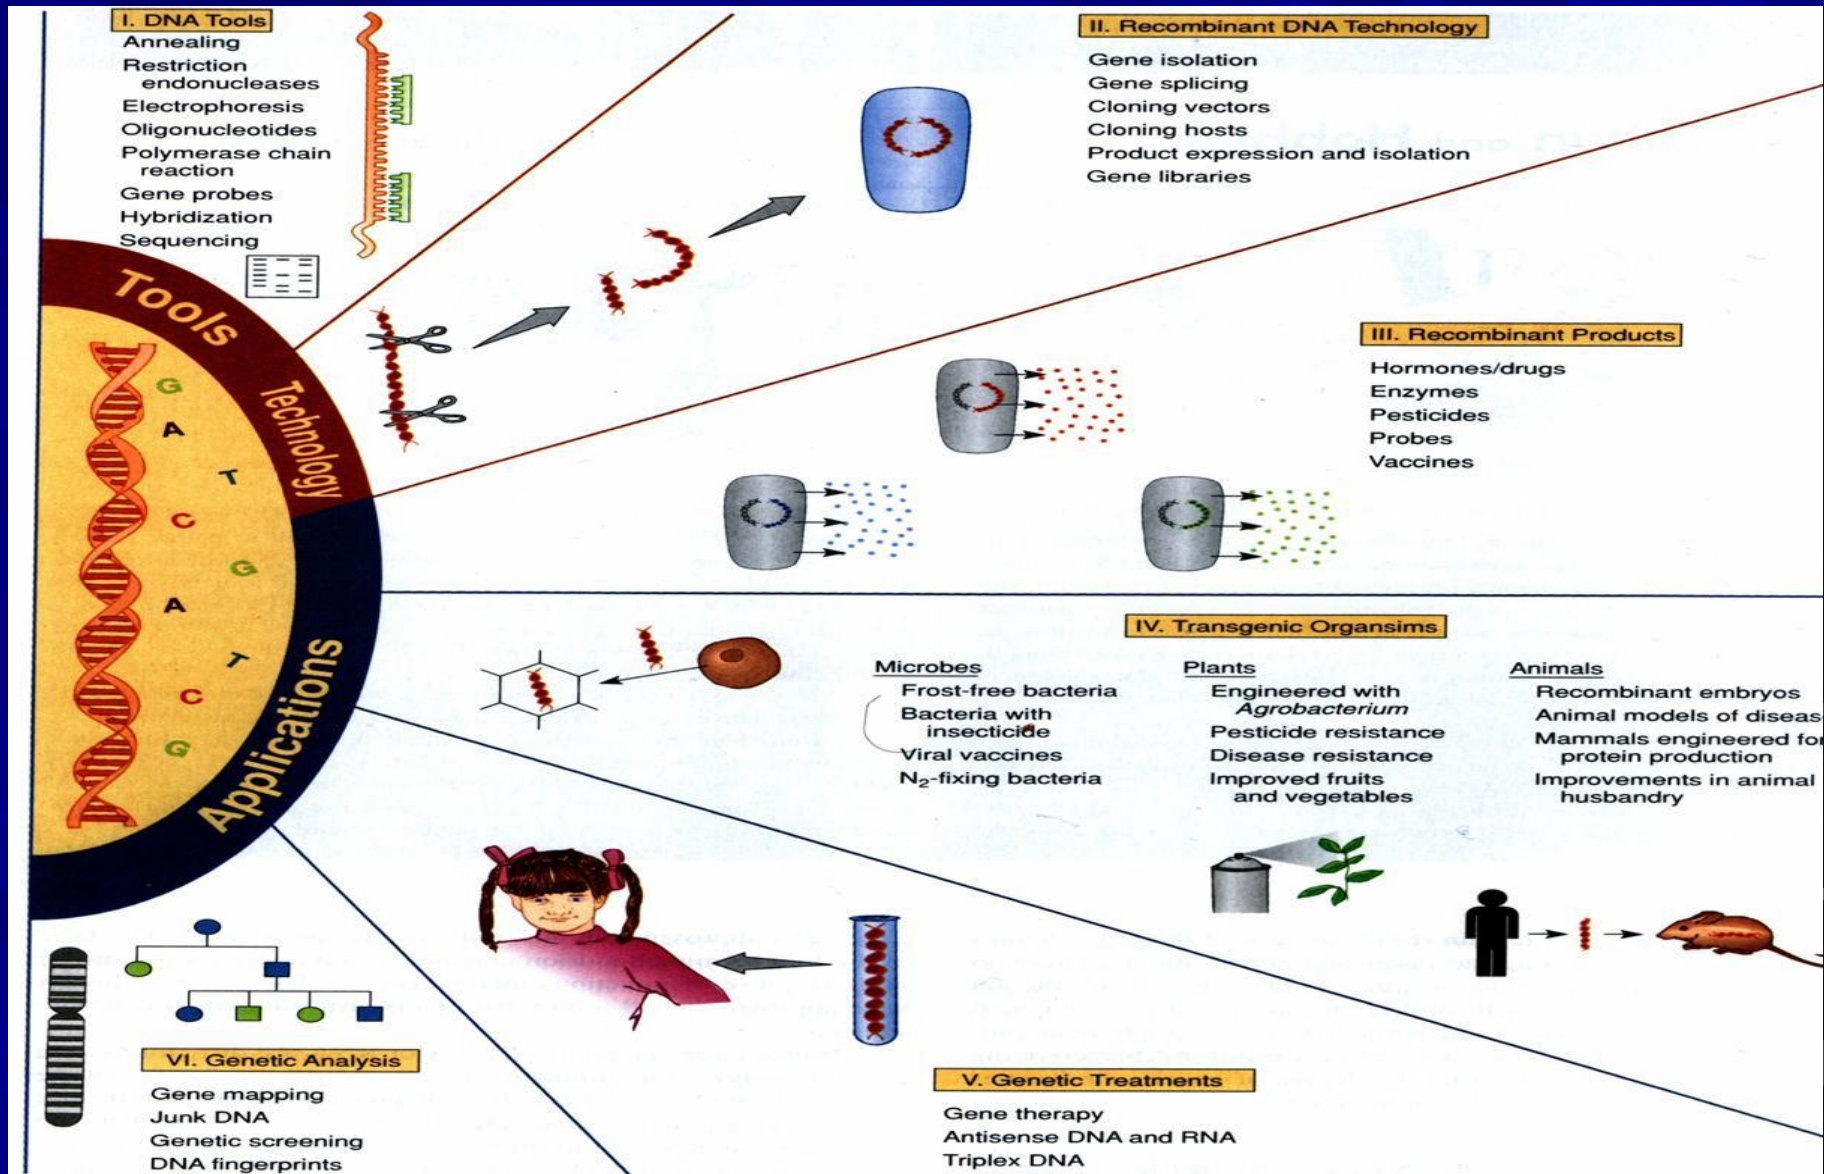 I. DNA Tools
Annealing
Restriction
endonucleases
Electrophoresis
Oligonucleotides
Polymerase chain
reaction
Gene probes
Hybridization
Sequencing
II. Recombinant DNA Technology
Gene isolation
Gene splicing
Cloning vectors
Cloning hosts
Product expression and isolation
Gene libraries
III. Recombinant Products
Hormones/drugs
Enzymes
Pesticides
Probes
Vaccines
Tools
Technology
Applications
G
A
T
C
G
A
T
C
G
IV. Transgenic Organsims
Microbes
Frost-free bacteria
Bacteria with
insecticide
Viral vaccines
N₂-fixing bacteria
Plants
Engineered with
Agrobacterium
Pesticide resistance
Disease resistance
Improved fruits
and vegetables
Animals
Recombinant embryos
Animal models of diseas
Mammals engineered for
protein production
Improvements in animal
husbandry
V. Genetic Treatments
Gene therapy
Antisense DNA and RNA
Triplex DNA
VI. Genetic Analysis
Gene mapping
Junk DNA
Genetic screening
DNA fingerprints